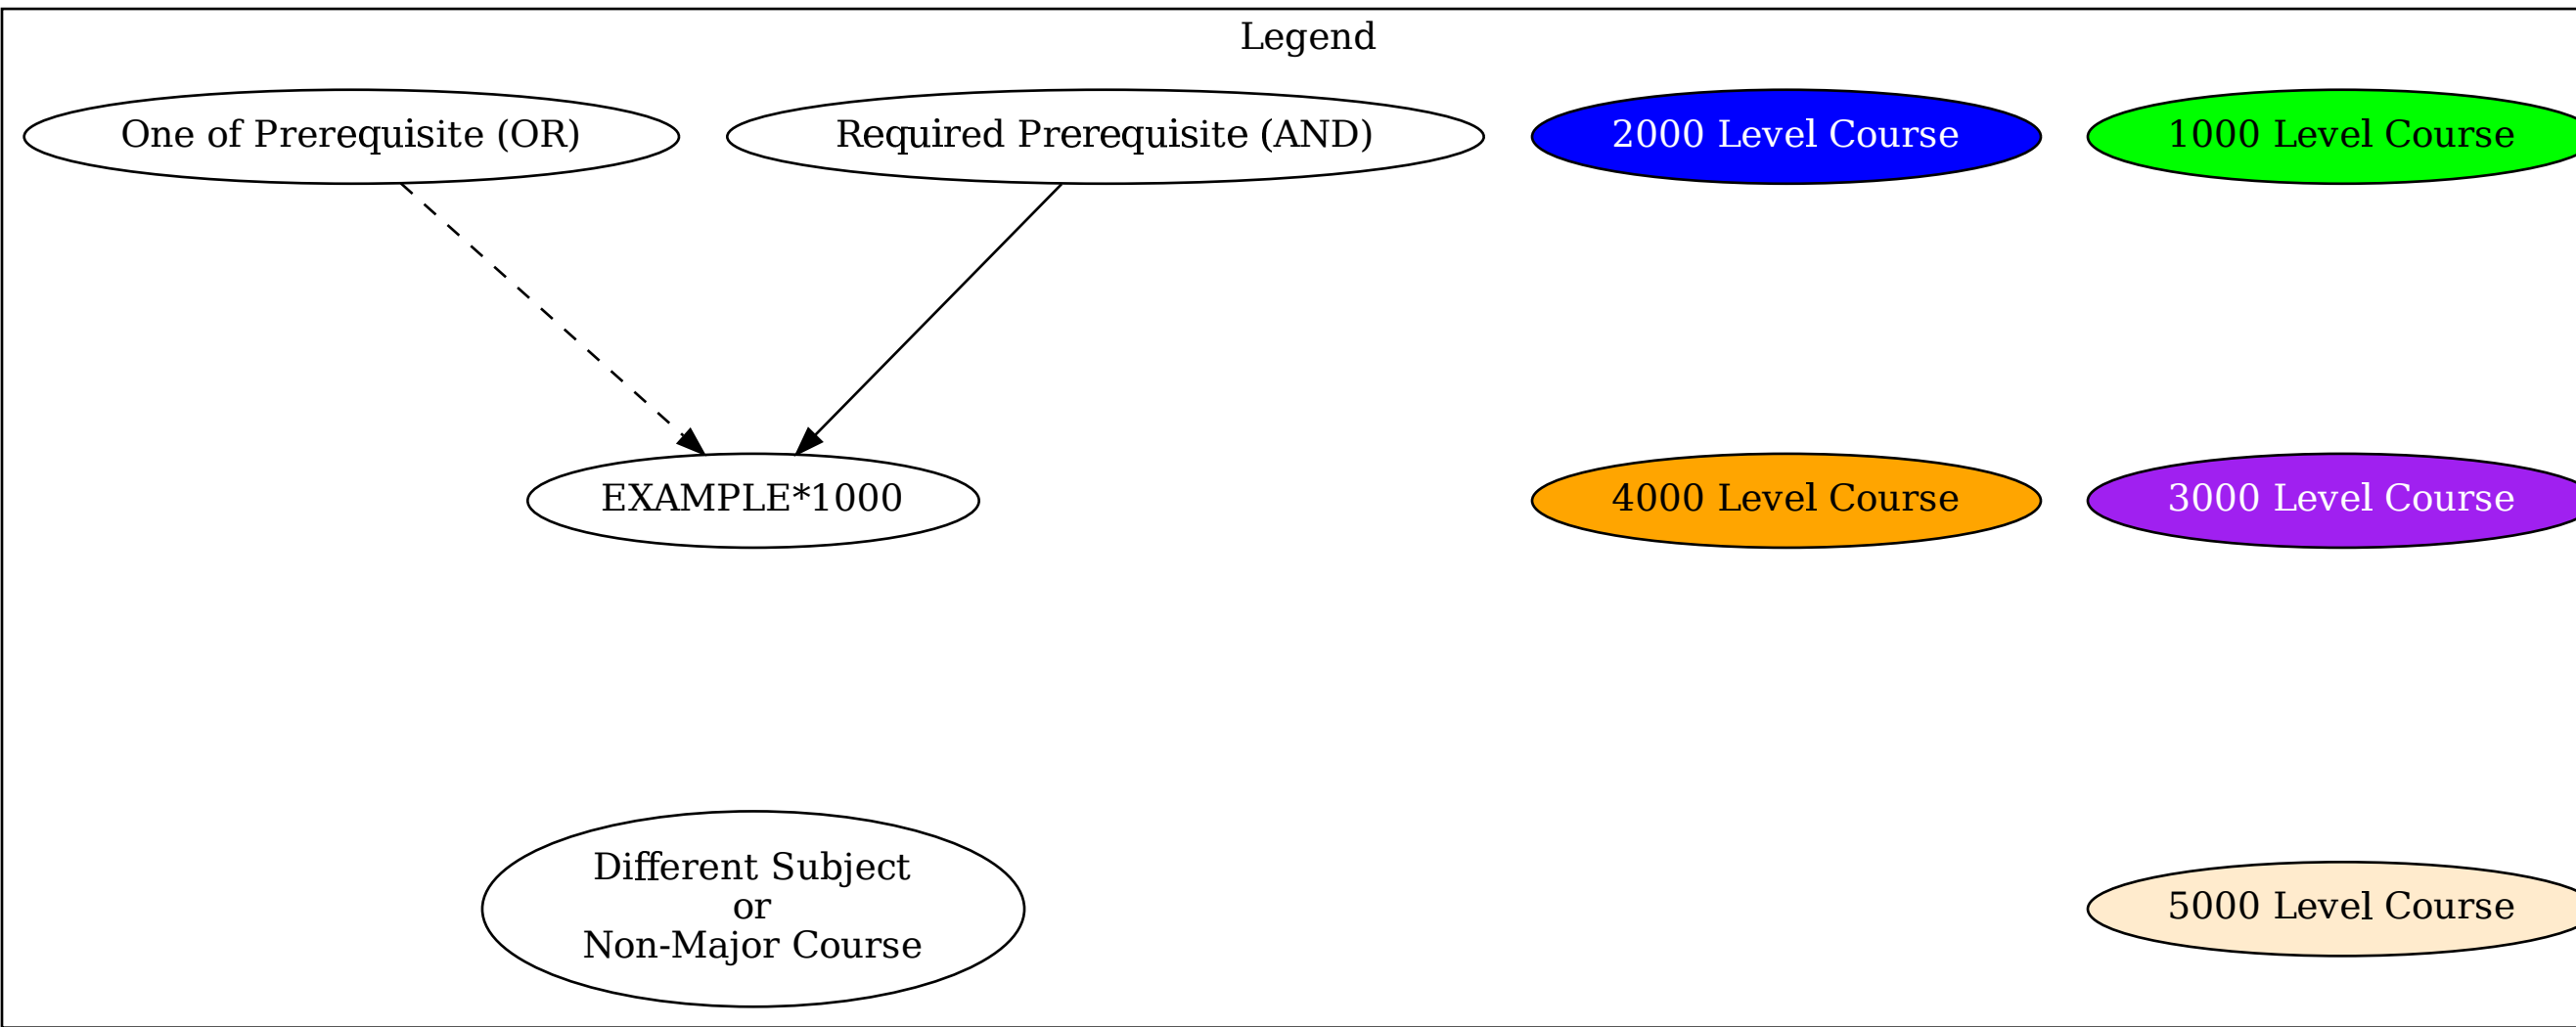 Legend
One of Prerequisite (OR)
Required Prerequisite (AND)
2000 Level Course
1000 Level Course
EXAMPLE*1000
4000 Level Course
3000 Level Course
Different Subject
or
Non-Major Course
5000 Level Course